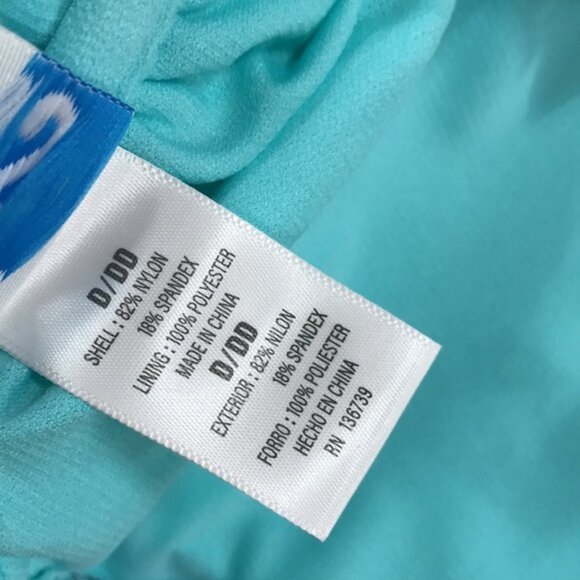 D/DD
SHELL : 82% NYLON
18% SPANDEX
LINING : 100% POLYESTER
MADE IN CHINA
D/DD
EXTERIOR : 82% NILON
18% SPANDEX
FORRO : 100% POLIESTER
HECHO EN CHINA
RN 136739